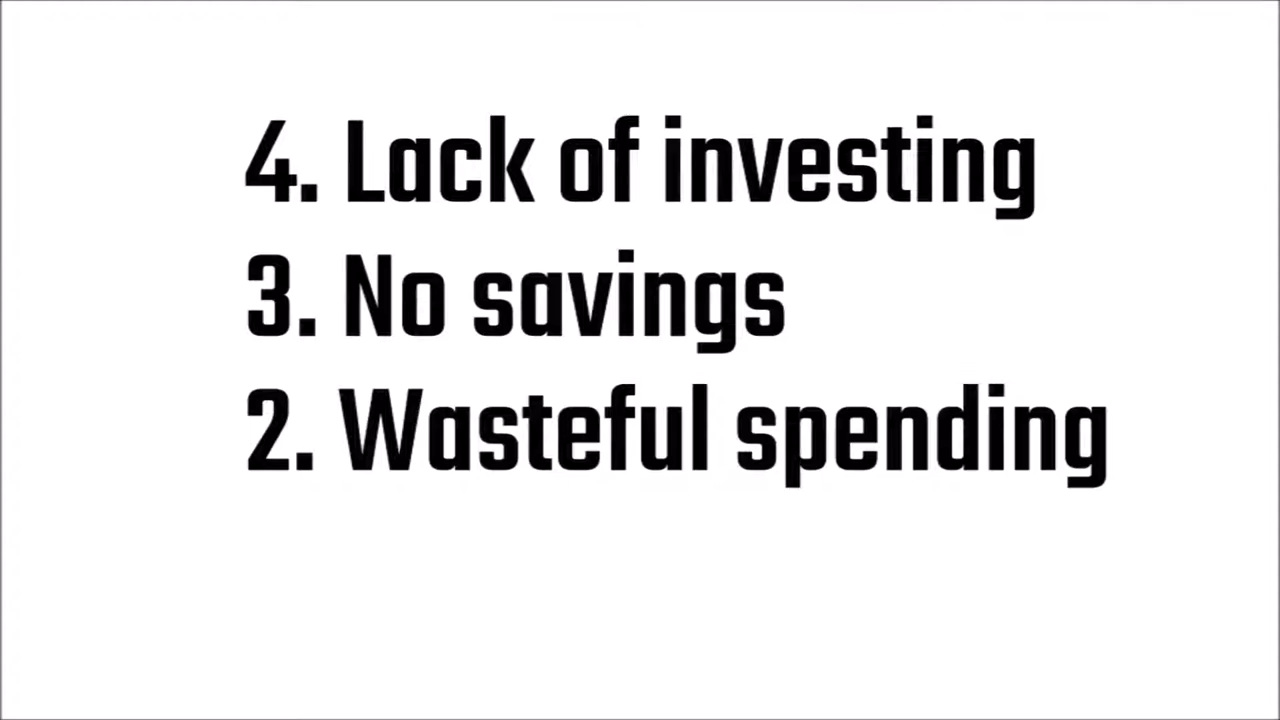 4. Lack of investing
3. No savings
2. Wasteful spending